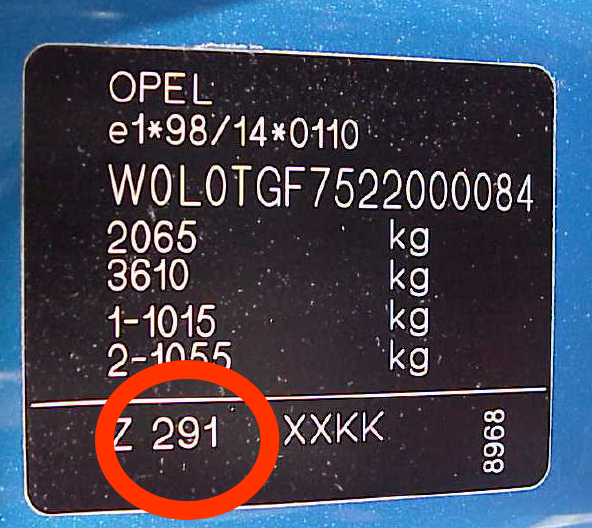 OPEL
e1*98/14*0110
W0L0TGF7522000084
2065 kg
3610 kg
1-1015 kg
2-1055 kg
Z 291 XXKK 8968